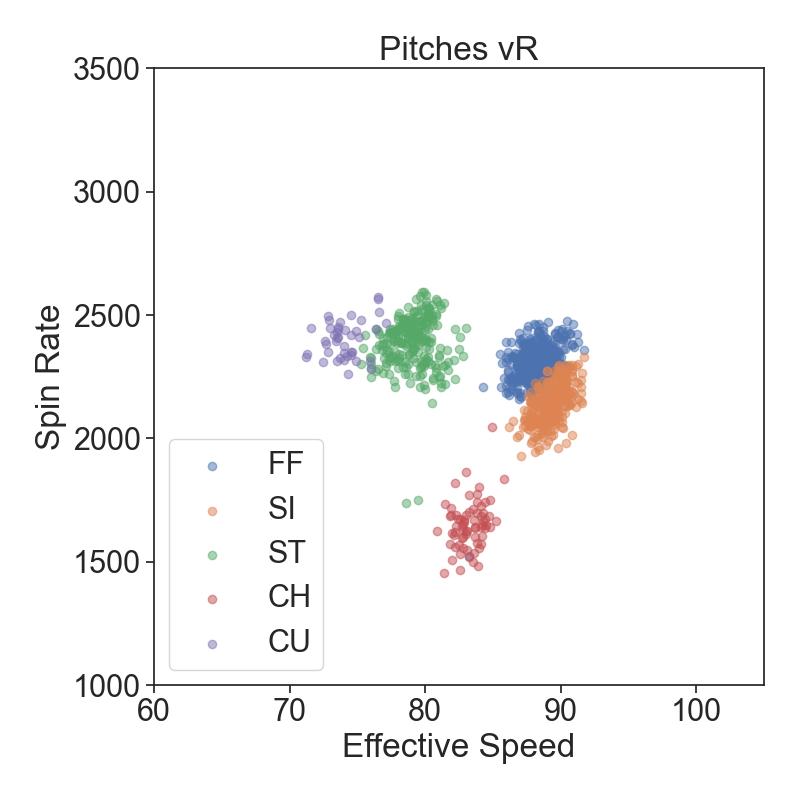 Pitches vR
3500
3000
2500
2000
1500
1000
Spin Rate
FF
SI
ST
CH
CU
60 70 80 90 100
Effective Speed